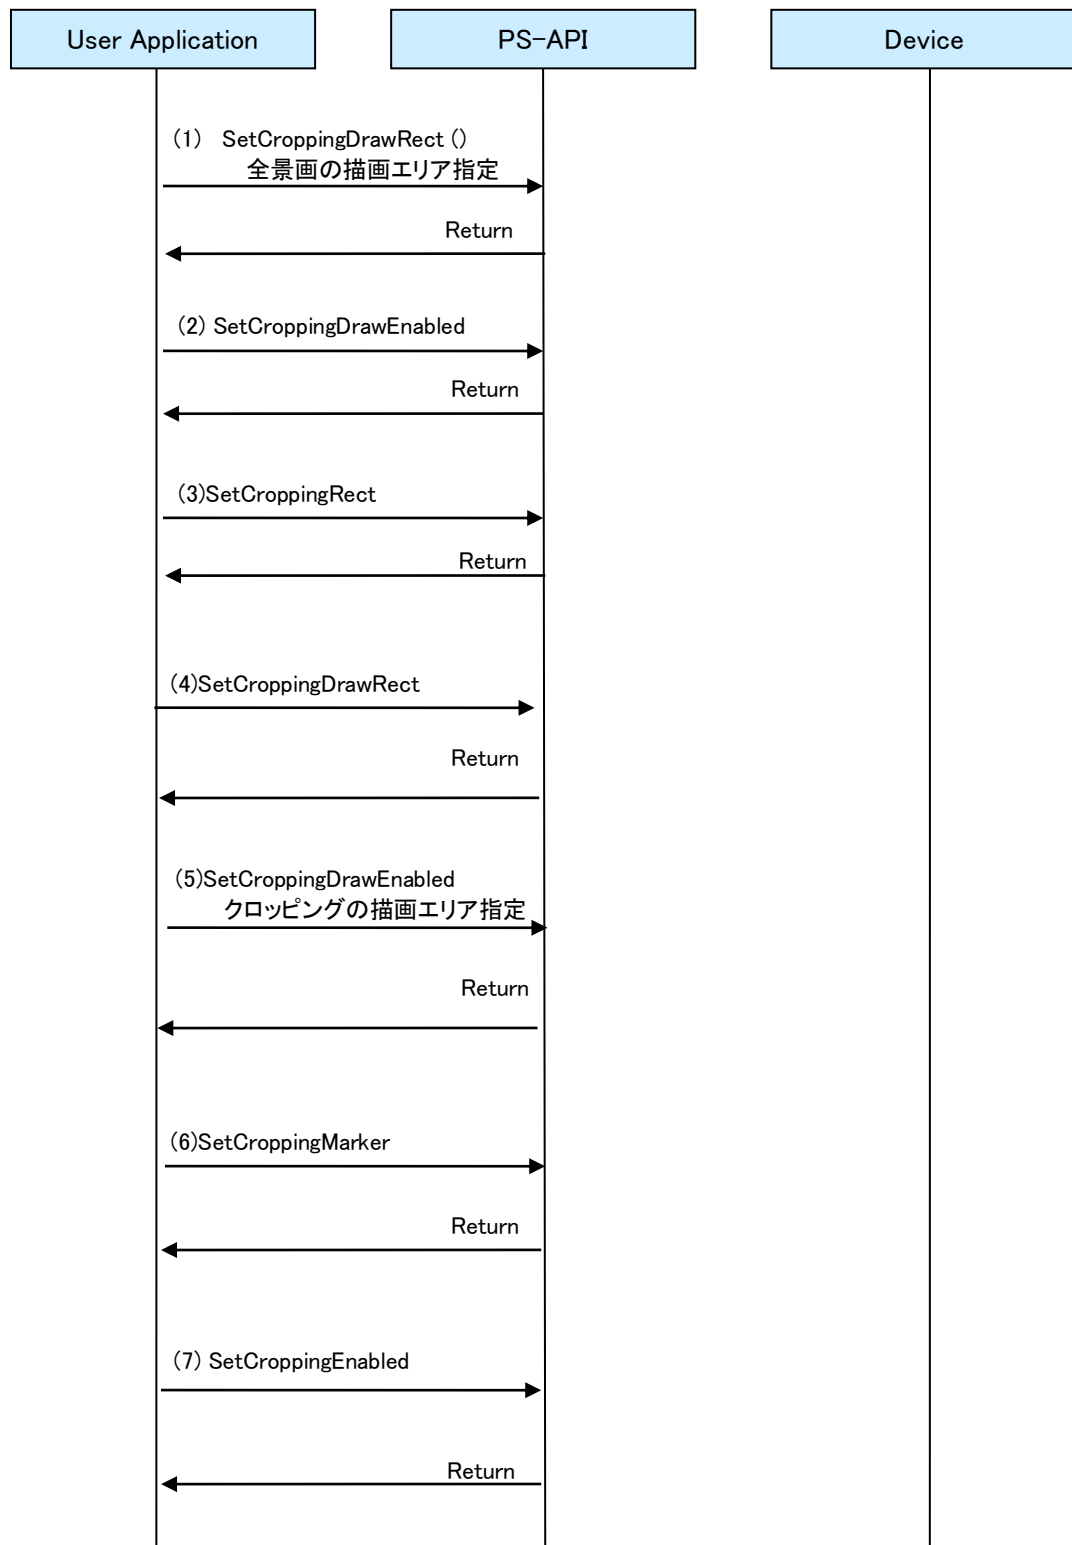 User Application
PS-API
Device
(1) SetCroppingDrawRect ()
全景画の描画エリア指定
Return
(2) SetCroppingDrawEnabled
Return
(3)SetCroppingRect
Return
(4)SetCroppingDrawRect
Return
(5)SetCroppingDrawEnabled
クロッピングの描画エリア指定
Return
(6)SetCroppingMarker
Return
(7) SetCroppingEnabled
Return